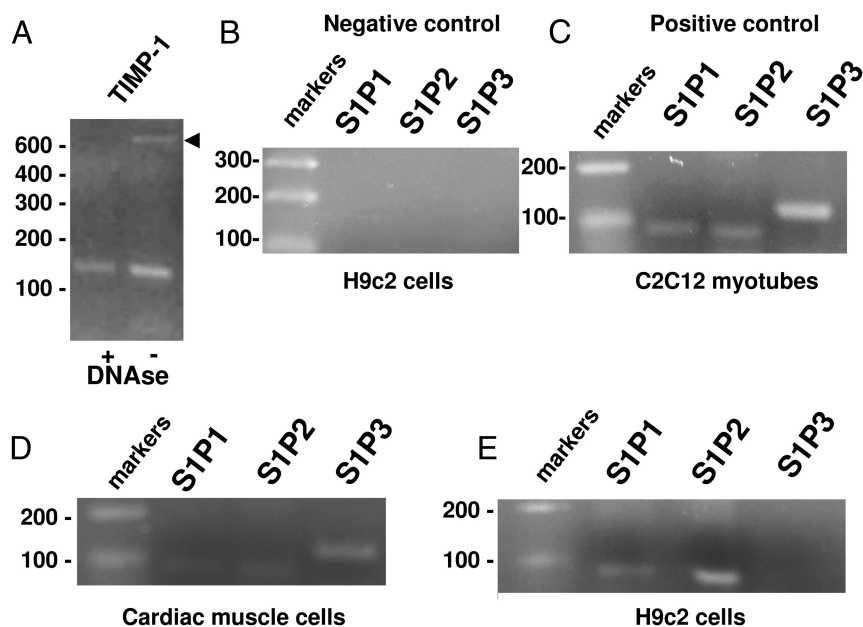 A
TIMP-1
600 -
400 -
300 -
200 -
100 -
+ -
DNAse
B
Negative control
markers S1P1 S1P2 S1P3
300-
200-
100-
H9c2 cells
C
Positive control
markers S1P1 S1P2 S1P3
200-
100-
C2C12 myotubes
D
markers S1P1 S1P2 S1P3
200 -
100 -
Cardiac muscle cells
E
markers S1P1 S1P2 S1P3
200 -
100 -
H9c2 cells